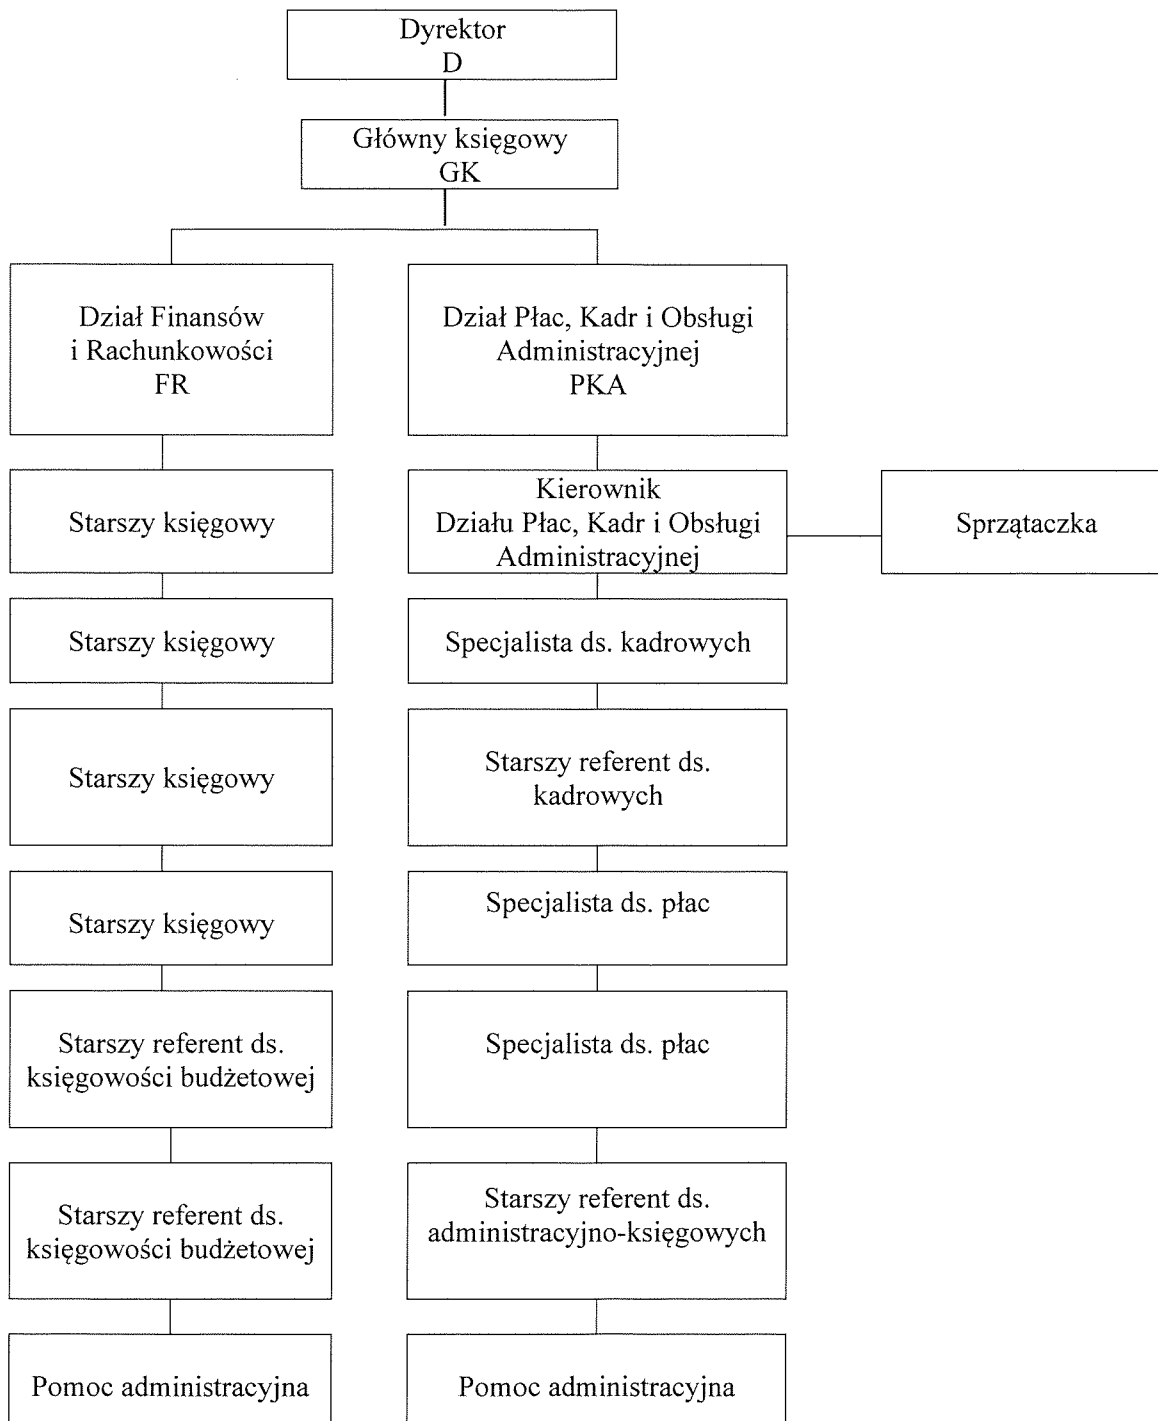 Dyrektor
D
Główny księgowy
GK
Dział Finansów
i Rachunkowości
FR
Dział Płac, Kadr i Obsługi
Administracyjnej
PKA
Starszy księgowy
Kierownik
Działu Płac, Kadr i Obsługi
Administracyjnej
Sprzątaczka
Starszy księgowy
Specjalista ds. kadrowych
Starszy księgowy
Starszy referent ds.
kadrowych
Starszy księgowy
Specjalista ds. płac
Starszy referent ds.
księgowości budżetowej
Specjalista ds. płac
Starszy referent ds.
księgowości budżetowej
Starszy referent ds.
administracyjno-księgowych
Pomoc administracyjna
Pomoc administracyjna